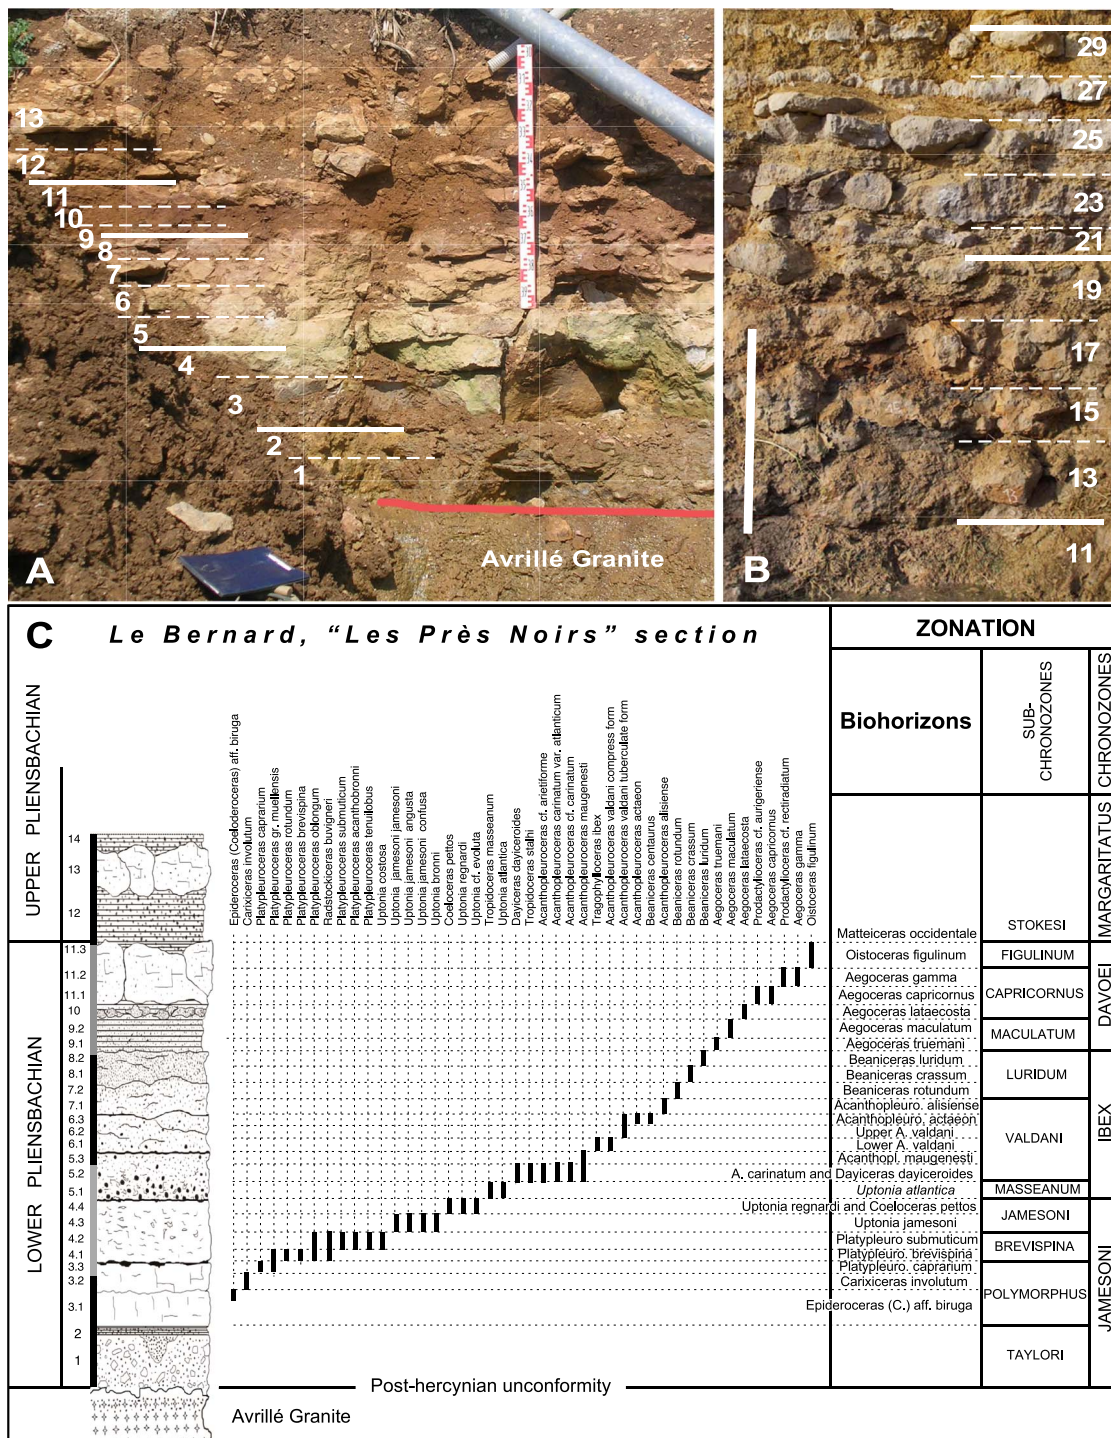 13
12
11
10
9
8
7
6
5
4
3
2
1
A
Avrillé Granite
29
27
25
23
21
19
17
15
13
11
B
C
Le Bernard, “Les Près Noirs” section
ZONATION
Biohorizons
SUB-
CHRONOZONES
CHRONOZONES
UPPER PLIENSBACHIAN
LOWER PLIENSBACHIAN
14
13
12
11.3
11.2
11.1
10
9.2
9.1
8.2
8.1
7.2
7.1
6.3
6.2
6.1
5.3
5.2
5.1
4.4
4.3
4.2
4.1
3.3
3.2
3.1
2
1
Epideroceras (Coeloderoceras) aff. biruga
Carixiceras involutum
Platypleuroceras caprarium
Platypleuroceras gr. muellensis
Platypleuroceras rotundum
Platypleuroceras brevispina
Platypleuroceras oblongum
Radstockiceras buvigneri
Platypleuroceras submuticum
Platypleuroceras acanthobronni
Platypleuroceras tenuilobus
Uptonia costosa
Uptonia jamesoni jamesoni
Uptonia jamesoni angusta
Uptonia jamesoni confusa
Uptonia bronni
Coeloceras pettos
Uptonia regnardi
Uptonia cf. evoluta
Tropidoceras masseanum
Uptonia atlantica
Dayiceras dayiceroides
Tropidoceras stalhi
Acanthopleuroceras cf. arietiforme
Acanthopleuroceras carinatum var. atlanticum
Acanthopleuroceras cf. carinatum
Acanthopleuroceras maugenesti
Tragophylloceras ibex
Acanthopleuroceras valdani compress form
Acanthopleuroceras valdani tuberculate form
Acanthopleuroceras actaeon
Beaniceras centaurus
Acanthopleuroceras alisiense
Beaniceras rotundum
Beaniceras crassum
Beaniceras luridum
Aegoceras truemani
Aegoceras maculatum
Aegoceras lataecosta
Prodactylioceras cf. aurigeriense
Aegoceras capricornus
Prodactylioceras cf. rectiradiatum
Aegoceras gamma
Oistoceras figulinum
Matteiceras occidentale
Oistoceras figulinum
Aegoceras gamma
Aegoceras capricornus
Aegoceras lataecosta
Aegoceras maculatum
Aegoceras truemani
Beaniceras luridum
Beaniceras crassum
Beaniceras rotundum
Acanthopleuro. alisiense
Acanthopleuro. actaeon
Upper A. valdani
Lower A. valdani
Acanthopl. maugenesti
A. carinatum and Dayiceras dayiceroides
Uptonia atlantica
Uptonia regnardi and Coeloceras pettos
Uptonia jamesoni
Platypleuro submuticum
Platypleuro. brevispina
Platypleuro. caprarium
Carixiceras involutum
Epideroceras (C.) aff. biruga
STOKESI
FIGULINUM
CAPRICORNUS
MACULATUM
LURIDUM
VALDANI
MASSEANUM
JAMESONI
BREVISPINA
POLYMORPHUS
TAYLORI
MARGARITATUS
DAVOEI
IBEX
JAMESONI
Post-hercynian unconformity
Avrillé Granite